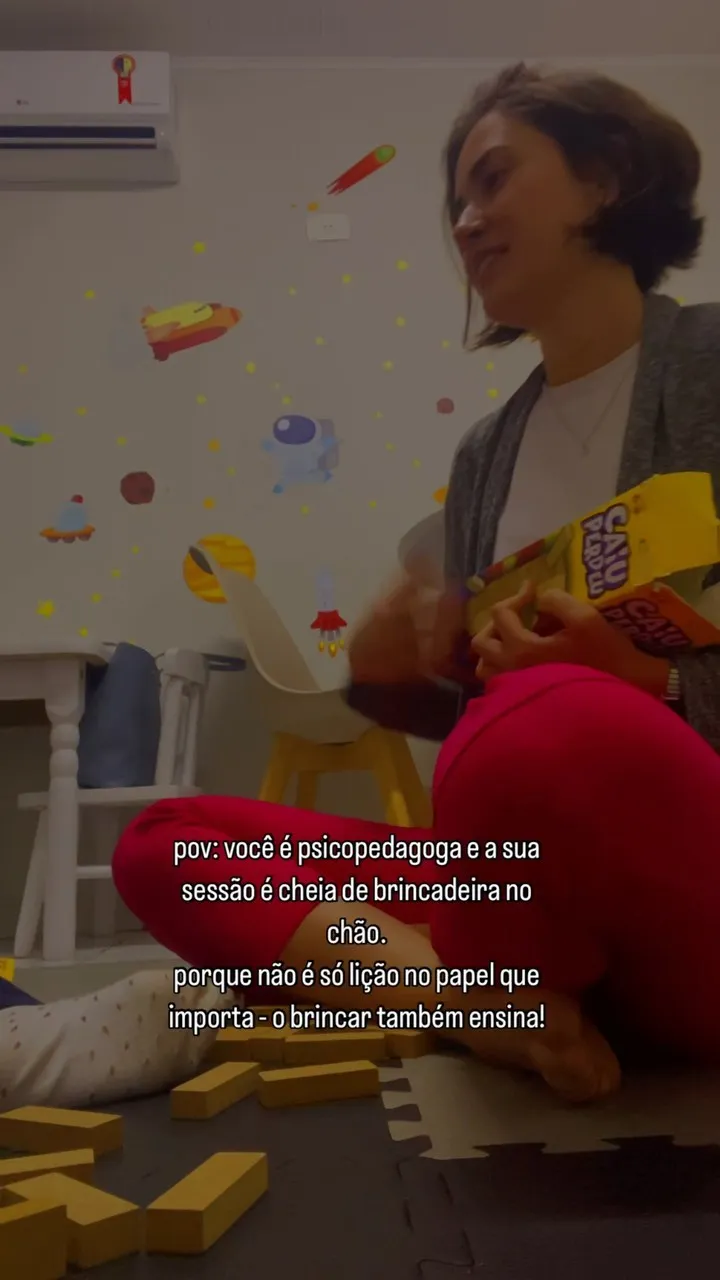 CAIU
PERDEU
CAIU
pov: você é psicopedagoga e a sua
sessão é cheia de brincadeira no
chão.
porque não é só lição no papel que
importa - o brincar também ensina!